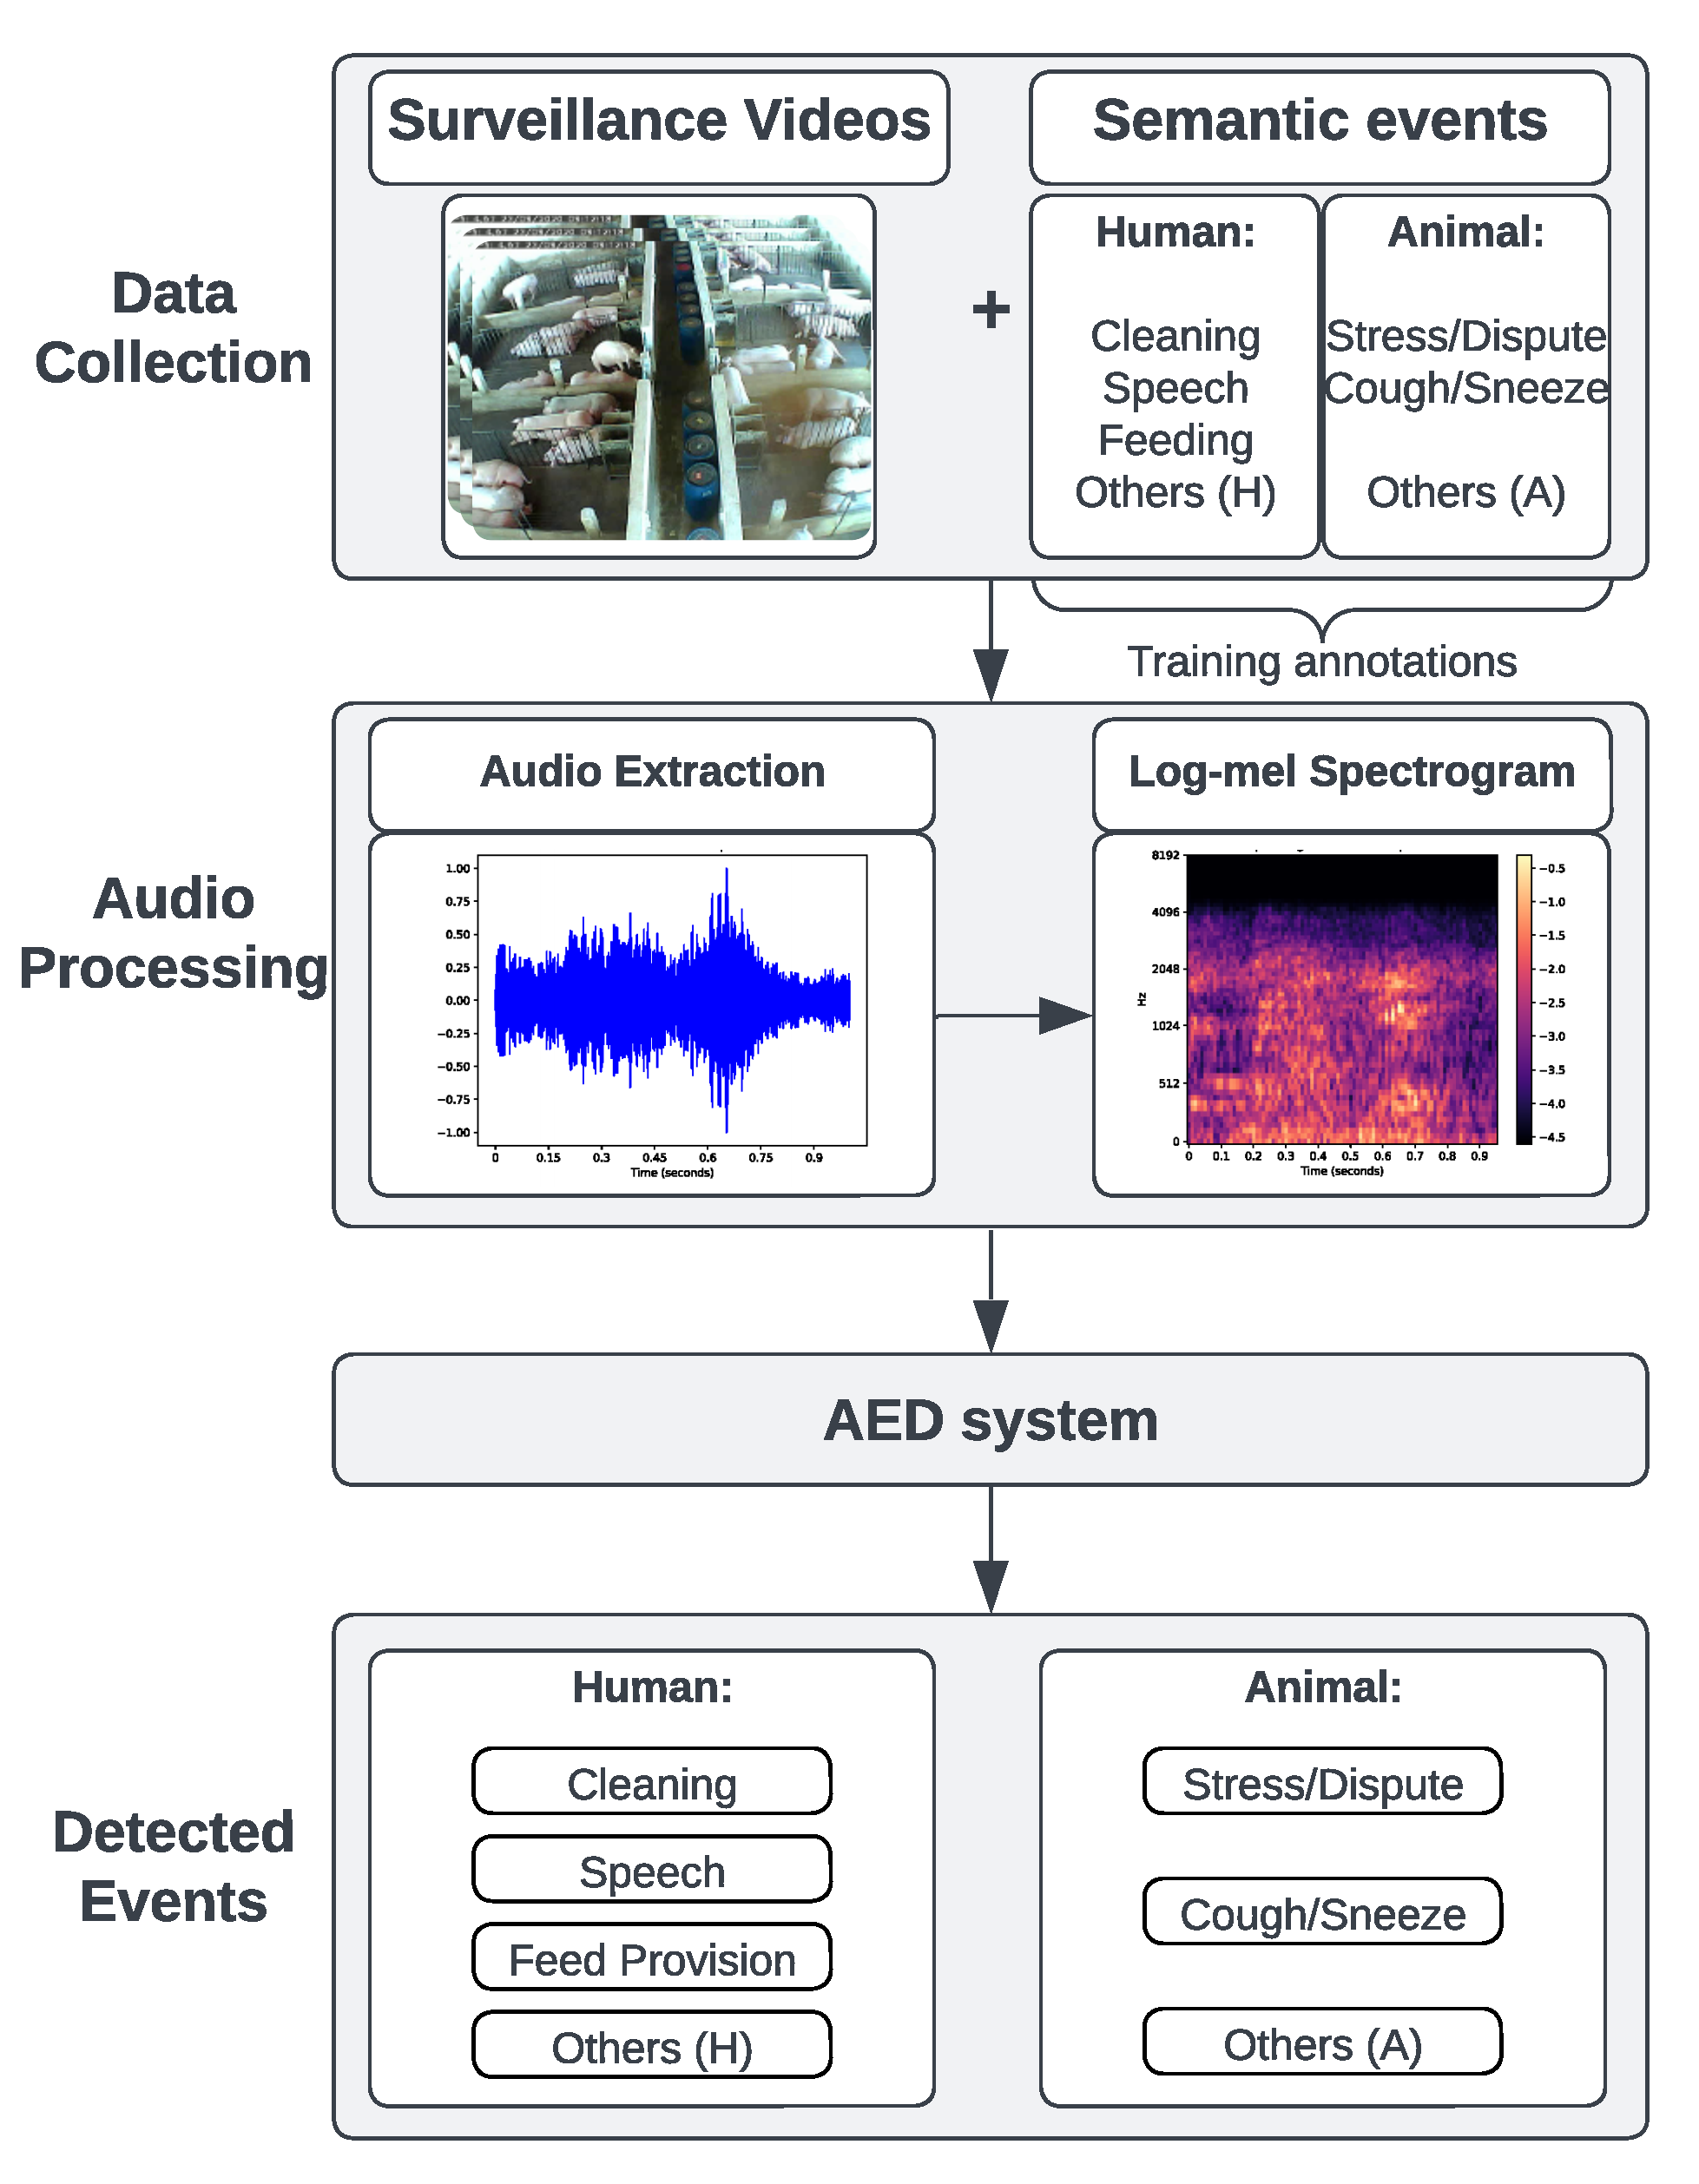 Surveillance Videos
Semantic events
Data
Collection
+
Human:
Cleaning
Speech
Feeding
Others (H)
Animal:
Stress/Dispute
Cough/Sneeze
Others (A)
Training annotations
Audio
Processing
Audio Extraction
1.00
0.75
0.50
0.25
0.00
−0.25
−0.50
−0.75
−1.00
0 0.15 0.3 0.45 0.6 0.75 0.9
Time (seconds)
Log-mel Spectrogram
8192
4096
2048
1024
512
0
Hz
0 0.1 0.2 0.3 0.4 0.5 0.6 0.7 0.8 0.9
Time (seconds)
−0.5
−1.0
−1.5
−2.0
−2.5
−3.0
−3.5
−4.0
−4.5
AED system
Detected
Events
Human:
Cleaning
Speech
Feed Provision
Others (H)
Animal:
Stress/Dispute
Cough/Sneeze
Others (A)